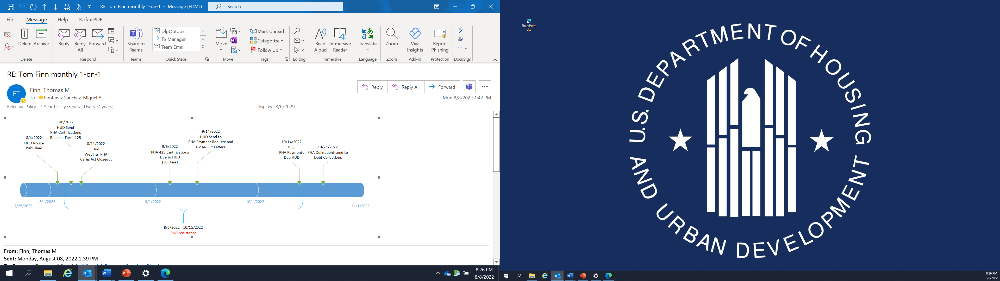 RE: Tom Finn monthly 1-on-1 - Message (HTML)
Search
File Message Help Kofax PDF
Delete
Archive
Reply
Reply All
Forward
Share to Teams
DlpOutbox
To Manager
Team Email
Move
Mark Unread
Categorize
Follow Up
Read Aloud
Immersive Reader
Translate
Zoom
Viva Insights
Report Phishing
Delete
Respond
Teams
Quick Steps
Move
Tags
Editing
Immersive
Language
Zoom
Add-in
Protection
DocuSign
RE: Tom Finn monthly 1-on-1
FT
Finn, Thomas M
To Fontanez Sanchez, Miguel A
Reply
Reply All
Forward
Mon 8/8/2022 1:42 PM
Retention Policy 7 Year Policy General Users (7 years)
Expires 8/6/2029
8/4/2022
HUD Notice
Published
8/8/2022
HUD Send
PHA Certifications
Request Form 425
8/11/2022
Hud
Webinar PHA
Cares Act Closeout
9/6/2022
PHA 425 Certifications
Due to HUD
(30 Days)
9/14/2022
HUD Send to
PHA Payment Request and
Close-Out Letters
10/14/2022
Final
PHA Payments
Due HUD
10/21/2022
PHA Delinquent send to
Debt Collections
7/25/2022
8/1/2022
9/1/2022
10/1/2022
11/1/2022
8/6/2022 - 10/15/2022
PHA Assistance
From: Finn, Thomas M
Sent: Monday, August 08, 2022 1:39 PM
8:26 PM
8/8/2022
SharePoint
site
U.S. DEPARTMENT OF HOUSING
AND URBAN DEVELOPMENT
8:26 PM
8/8/2022